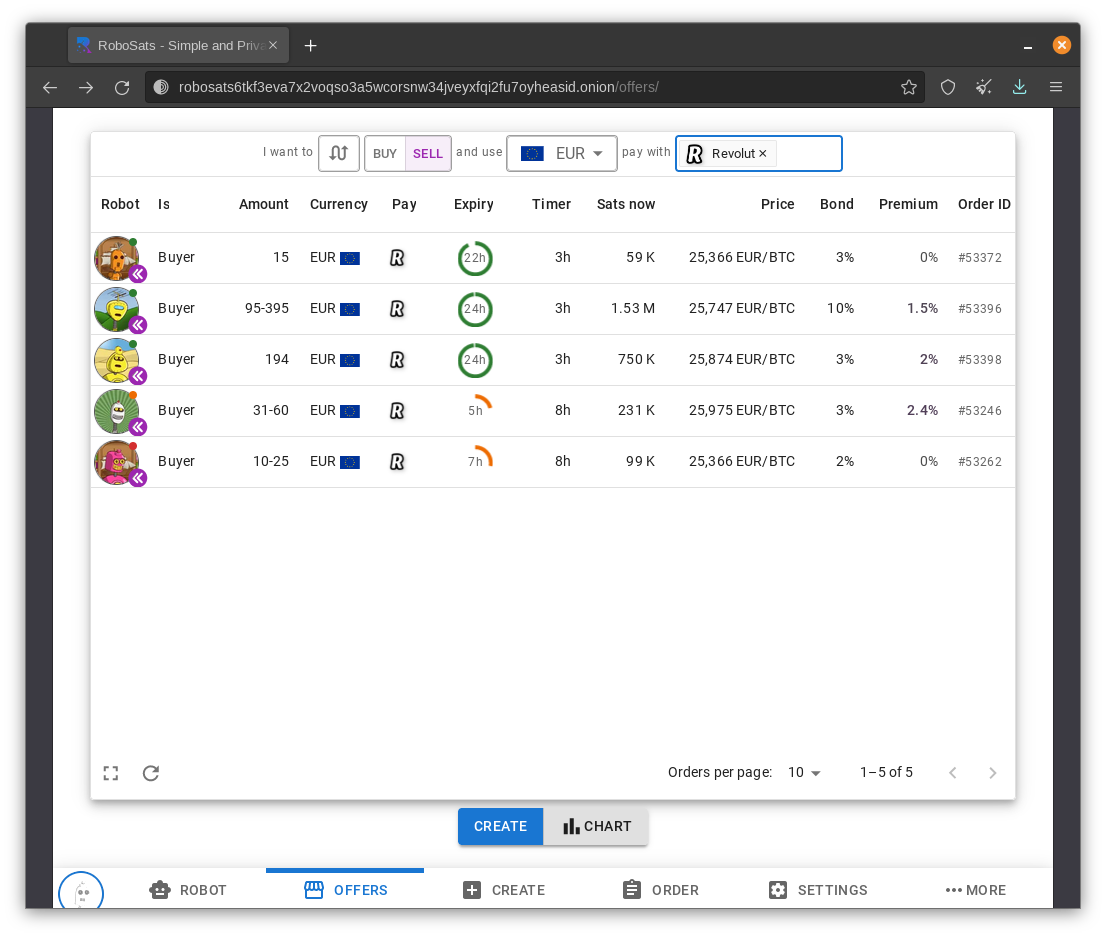 RoboSats - Simple and Priva
robosats6tkf3eva7x2voqso3a5wcorsnw34jveyxfqi2fu7oyheasid.onion/offers/
I want to BUY SELL and use EUR pay with R Revolut ×
Robot Is Amount Currency Pay Expiry Timer Sats now Price Bond Premium Order ID
Buyer 15 EUR R 22h 3h 59 K 25,366 EUR/BTC 3% 0% #53372
Buyer 95-395 EUR R 24h 3h 1.53 M 25,747 EUR/BTC 10% 1.5% #53396
Buyer 194 EUR R 24h 3h 750 K 25,874 EUR/BTC 3% 2% #53398
Buyer 31-60 EUR R 5h 8h 231 K 25,975 EUR/BTC 3% 2.4% #53246
Buyer 10-25 EUR R 7h 8h 99 K 25,366 EUR/BTC 2% 0% #53262
Orders per page: 10 1–5 of 5
CREATE CHART
ROBOT OFFERS CREATE ORDER SETTINGS MORE